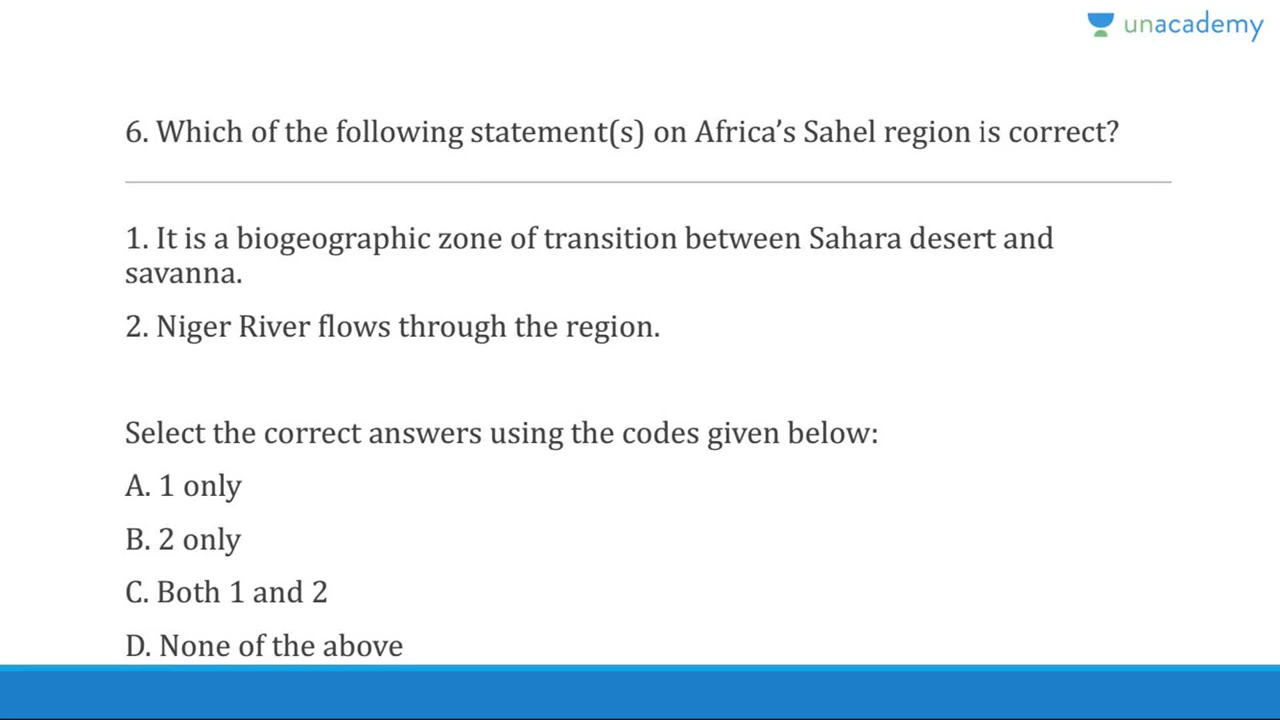 unacademy
6. Which of the following statement(s) on Africa’s Sahel region is correct?
1. It is a biogeographic zone of transition between Sahara desert and
savanna.
2. Niger River flows through the region.
Select the correct answers using the codes given below:
A. 1 only
B. 2 only
C. Both 1 and 2
D. None of the above